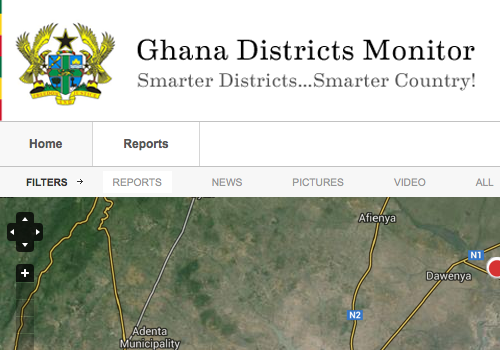 Ghana Districts Monitor
Smarter Districts...Smarter Country!
Home
Reports
FILTERS → REPORTS NEWS PICTURES VIDEO ALL
Afienya
N1
Dawenya
N2
Adenta
Municipality